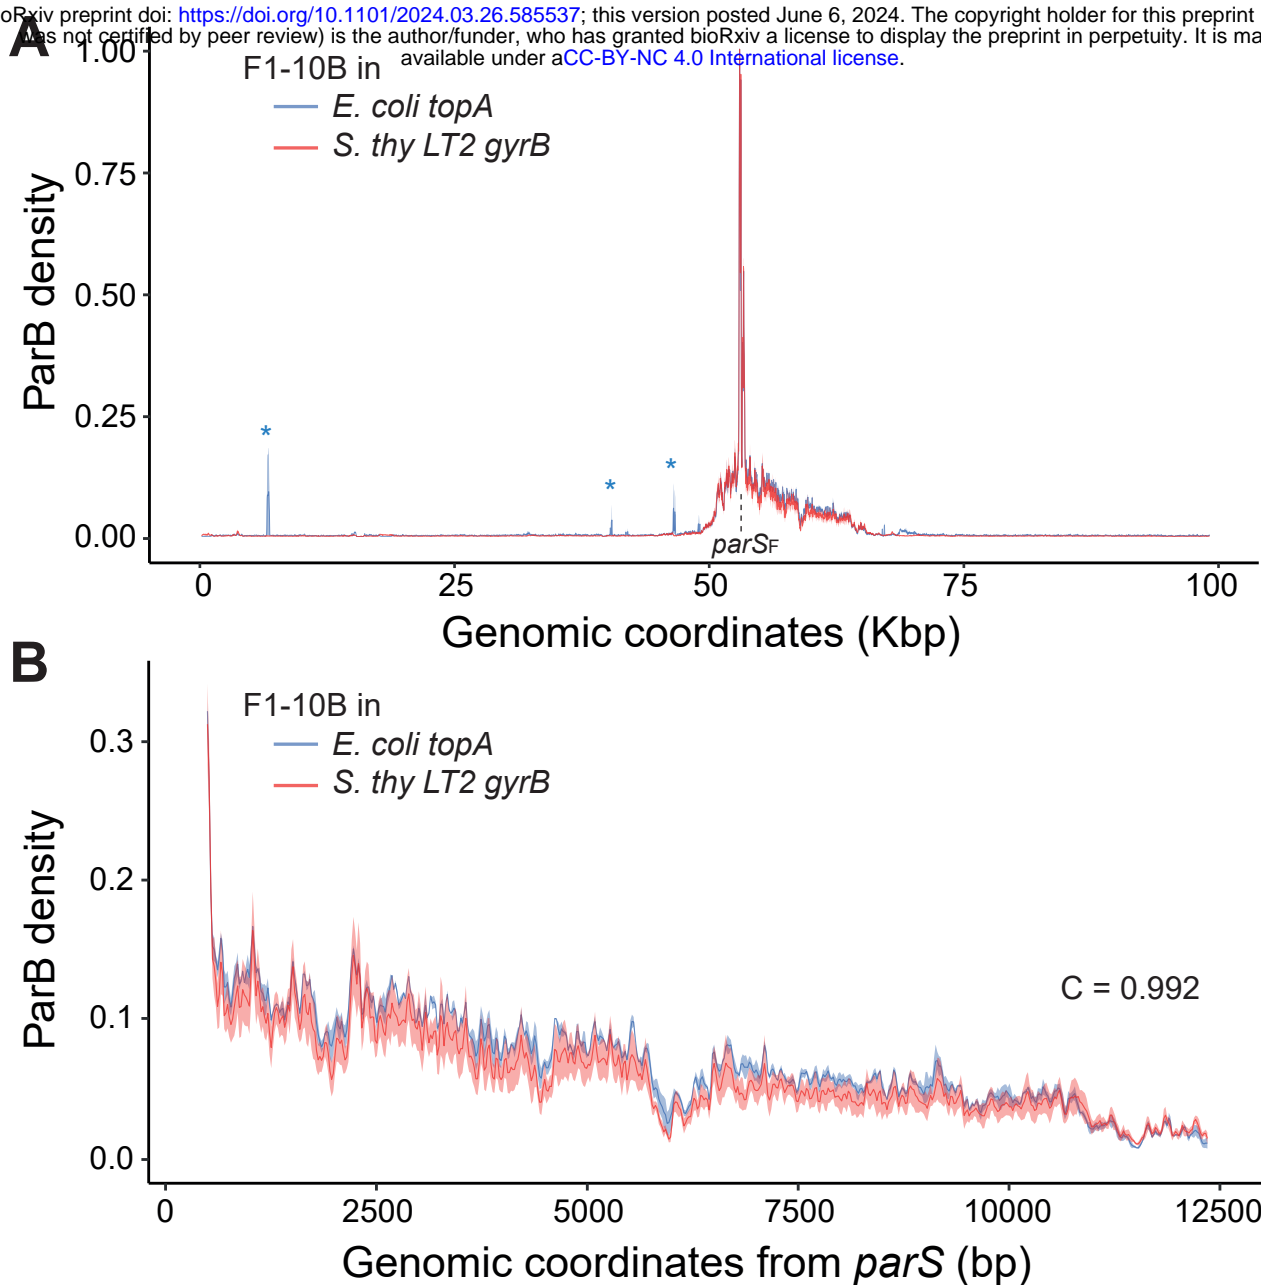 oRxiv preprint doi: https://doi.org/10.1101/2024.03.26.585537; this version posted June 6, 2024. The copyright holder for this preprint
was not certified by peer review) is the author/funder, who has granted bioRxiv a license to display the preprint in perpetuity. It is ma
available under aCC-BY-NC 4.0 International license.
A
F1-10B in
E. coli topA
S. thy LT2 gyrB
ParB density
1.00
0.75
0.50
0.25
0.00
*
*
*
parSF
0
25
50
75
100
Genomic coordinates (Kbp)
B
F1-10B in
E. coli topA
S. thy LT2 gyrB
ParB density
0.3
0.2
0.1
0.0
C = 0.992
0
2500
5000
7500
10000
12500
Genomic coordinates from parS (bp)